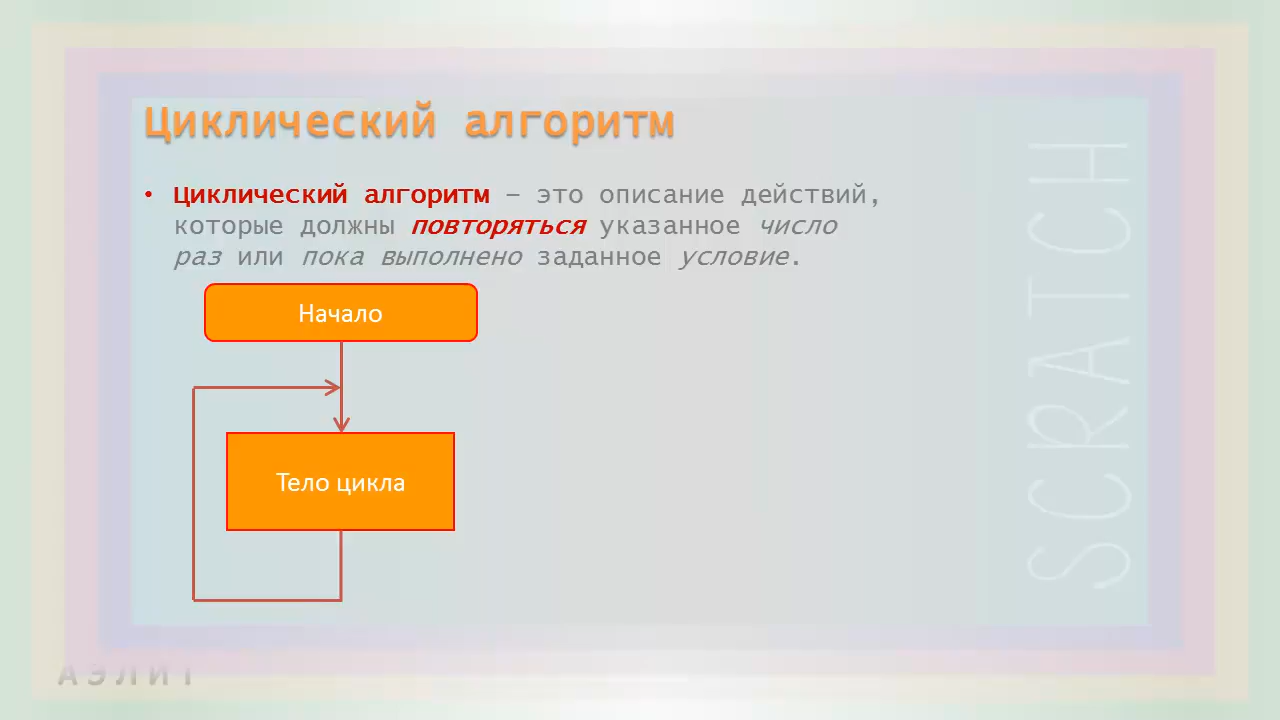 Циклический алгоритм
• Циклический алгоритм – это описание действий,
которые должны повторяться указанное число
раз или пока выполнено заданное условие.
Начало
Тело цикла
SCRATCH